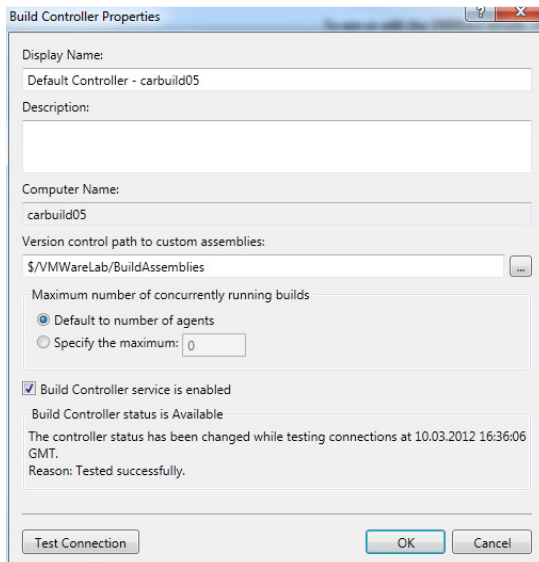 Build Controller Properties
?
X
Display Name:
Default Controller - carbuild05
Description:
Computer Name:
carbuild05
Version control path to custom assemblies:
$/VMWareLab/BuildAssemblies
...
Maximum number of concurrently running builds
Default to number of agents
Specify the maximum: 0
Build Controller service is enabled
Build Controller status is Available
The controller status has been changed while testing connections at 10.03.2012 16:36:06
GMT.
Reason: Tested successfully.
Test Connection
OK
Cancel